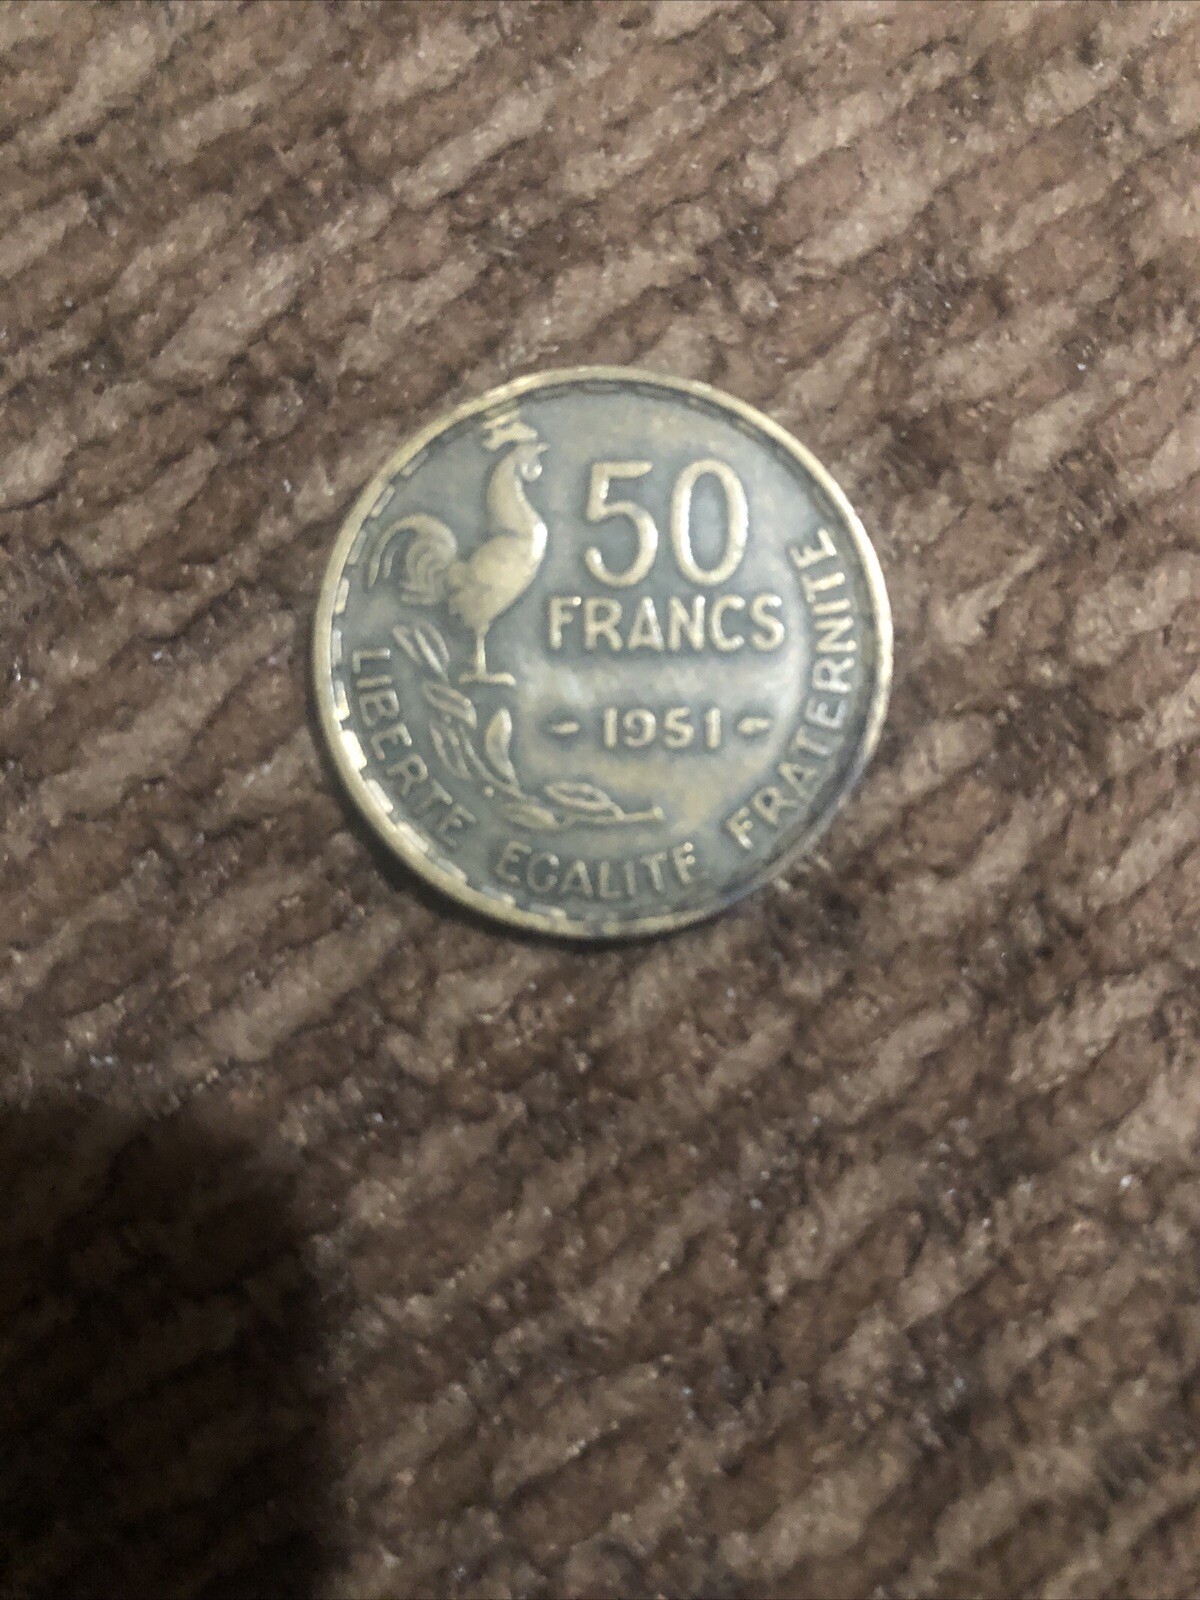 50
FRANCS
- 1951 -
LIBERTE EGALITE FRATERNITE